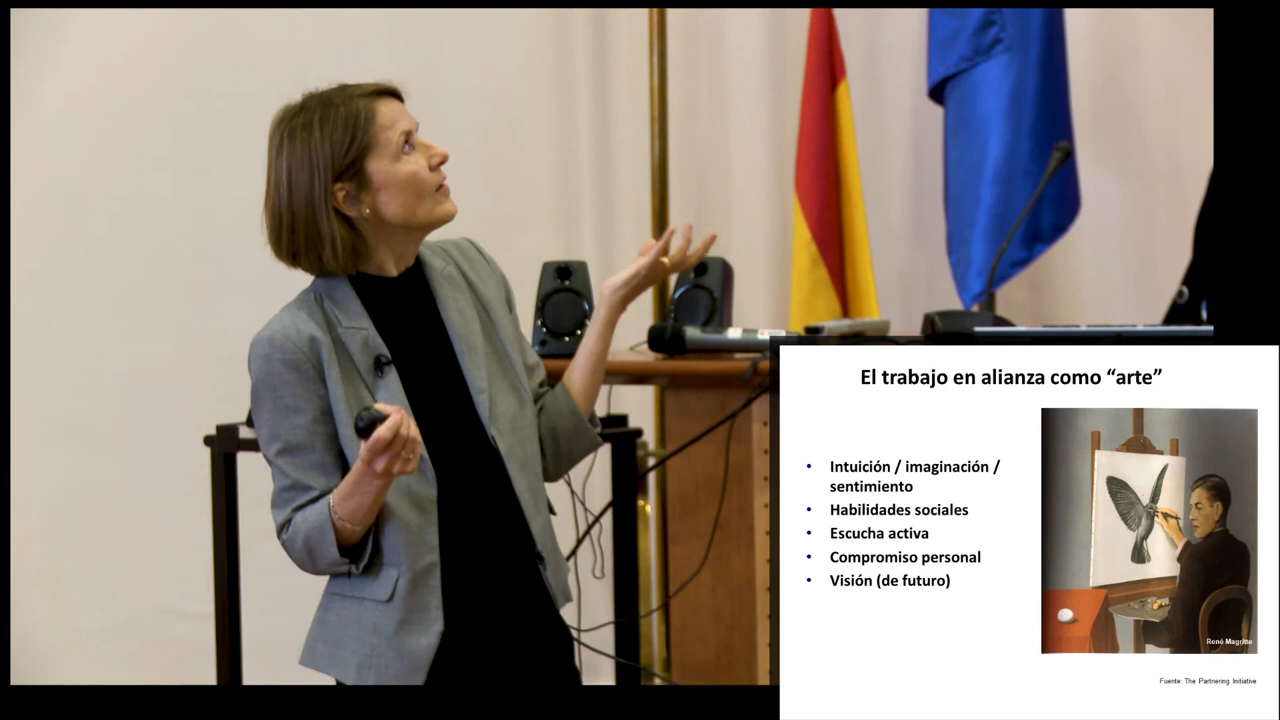 El trabajo en alianza como “arte”
• Intuición / imaginación /
sentimiento
• Habilidades sociales
• Escucha activa
• Compromiso personal
• Visión (de futuro)
René Magritte
Fuente: The Partnering Initiative